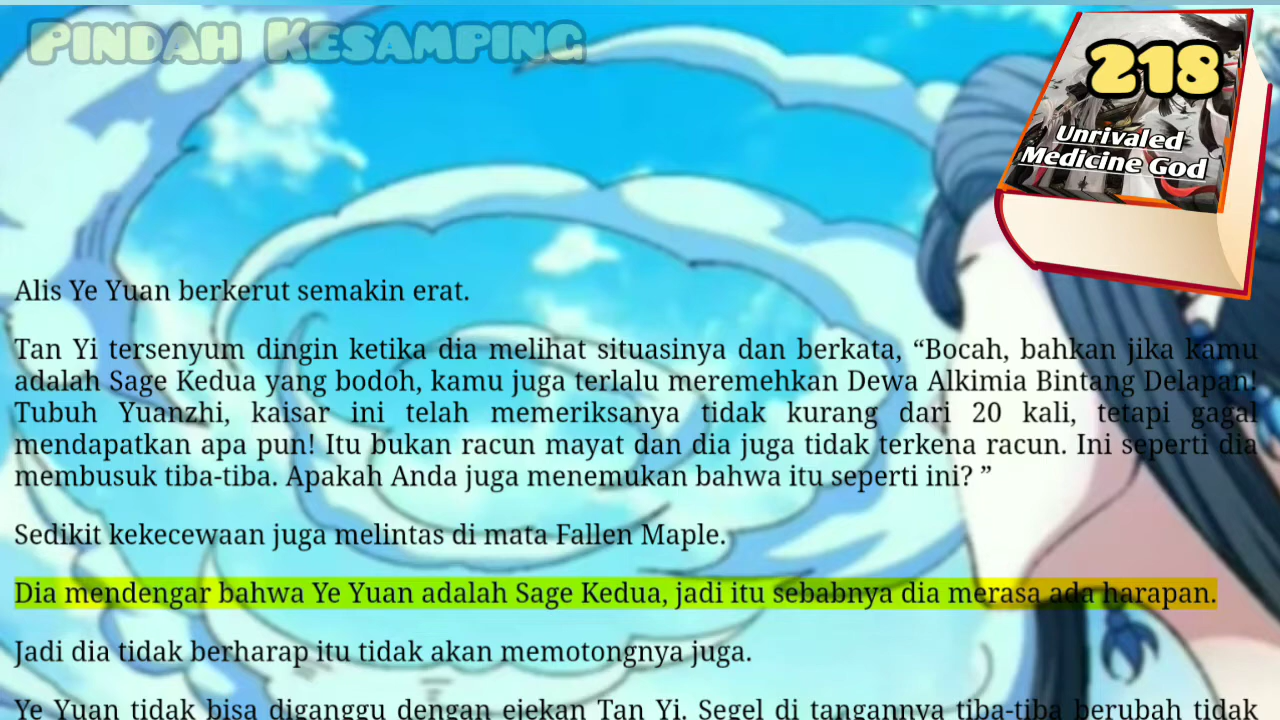 Pindah Kesamping
218
Unrivaled
Medicine God
Alis Ye Yuan berkerut semakin erat.
Tan Yi tersenyum dingin ketika dia melihat situasinya dan berkata, “Bocah, bahkan jika kamu
adalah Sage Kedua yang bodoh, kamu juga terlalu meremehkan Dewa Alkimia Bintang Delapan!
Tubuh Yuanzhi, kaisar ini telah memeriksanya tidak kurang dari 20 kali, tetapi gagal
mendapatkan apa pun! Itu bukan racun mayat dan dia juga tidak terkena racun. Ini seperti dia
membusuk tiba-tiba. Apakah Anda juga menemukan bahwa itu seperti ini? ”
Sedikit kekecewaan juga melintas di mata Fallen Maple.
Dia mendengar bahwa Ye Yuan adalah Sage Kedua, jadi itu sebabnya dia merasa ada harapan.
Jadi dia tidak berharap itu tidak akan memotongnya juga.
Ye Yuan tidak bisa diganggu dengan ejekan Tan Yi. Segel di tangannya tiba-tiba berubah tidak